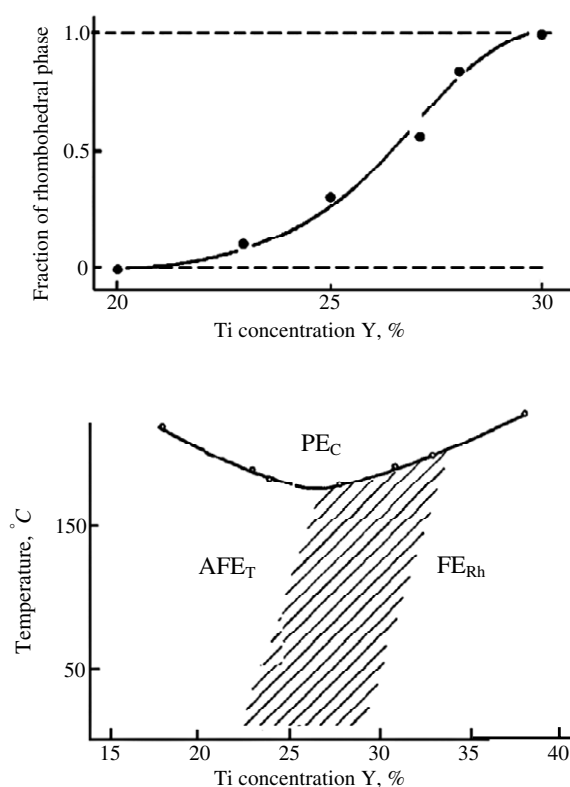 Fraction of rhombohedral phase
1.0
0.5
0
20 25 30
Ti concentration Y, %
Temperature, °C
150
50
PE_C
AFE_T
FE_Rh
15 20 25 30 35 40
Ti concentration Y, %